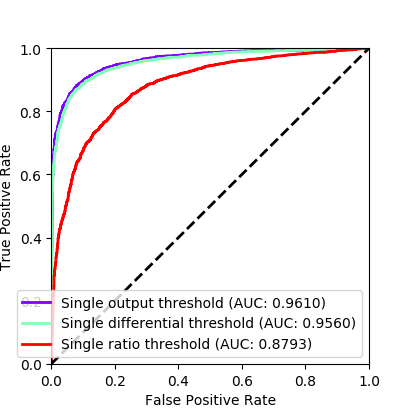 1.0
0.8
0.6
0.4
0.2
0.0
True Positive Rate
Single output threshold (AUC: 0.9610)
Single differential threshold (AUC: 0.9560)
Single ratio threshold (AUC: 0.8793)
0.0 0.2 0.4 0.6 0.8 1.0
False Positive Rate